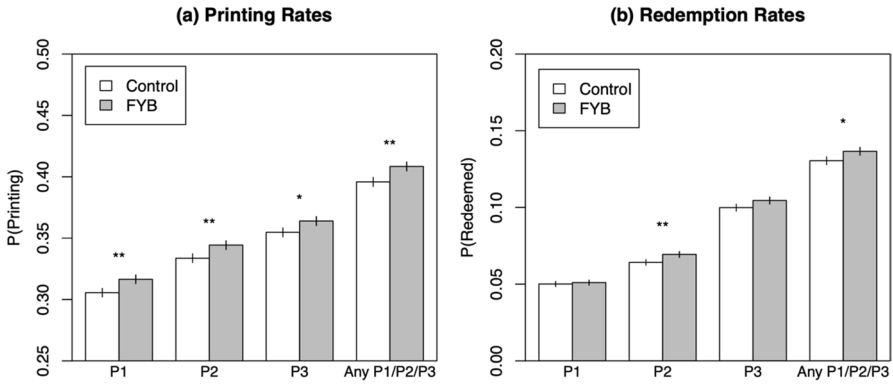 (a) Printing Rates
P(Printing)
0.50
0.45
0.40
0.35
0.30
0.25
Control
FYB
**
**
*
**
P1 P2 P3 Any P1/P2/P3
(b) Redemption Rates
P(Redeemed)
0.20
0.15
0.10
0.05
0.00
Control
FYB
**
*
P1 P2 P3 Any P1/P2/P3